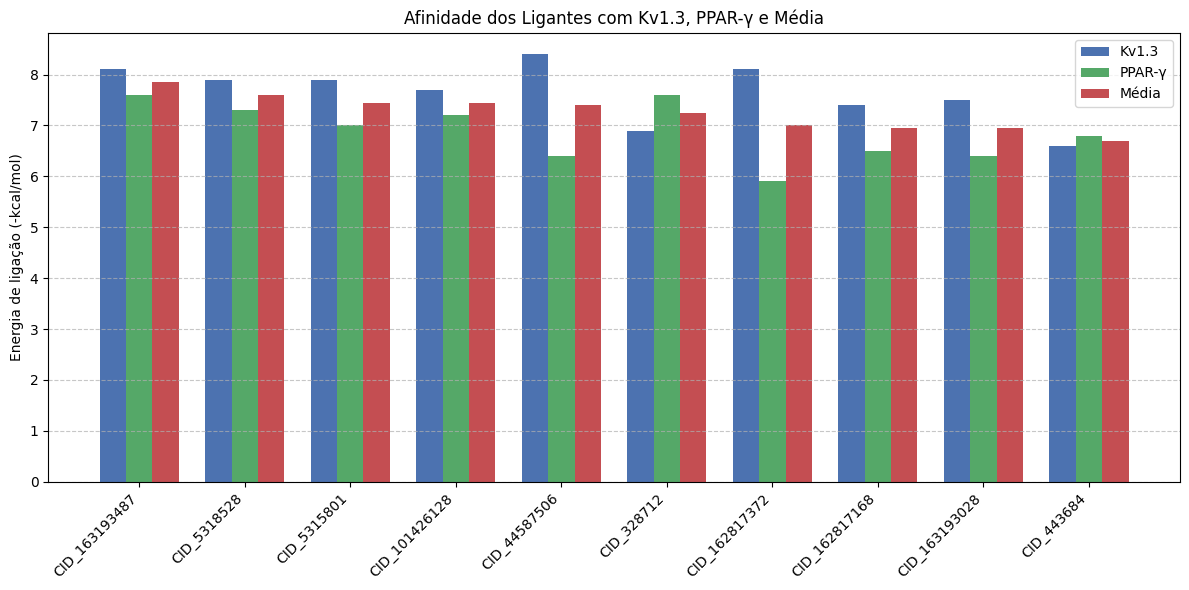 Afinidade dos Ligantes com Kv1.3, PPAR-γ e Média
Kv1.3
PPAR-γ
Média
Energia de ligação (-kcal/mol)
8
7
6
5
4
3
2
1
0
CID_163193487
CID_5318528
CID_5315801
CID_101426128
CID_44587506
CID_328712
CID_162817372
CID_162817168
CID_163193028
CID_443684